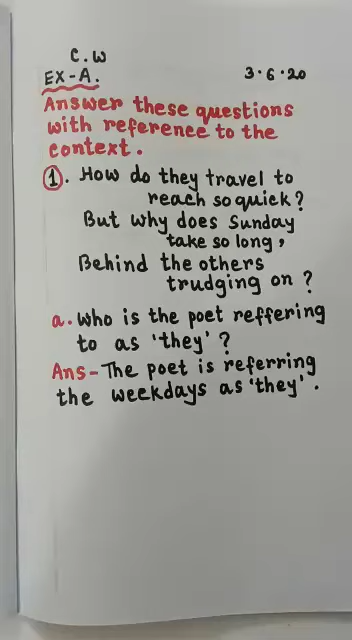 C.W
EX-A. 3.6.20
Answer these questions
with reference to the
context.
1. How do they travel to
reach so quick?
But why does Sunday
take so long,
Behind the others
trudging on?
a. Who is the poet reffering
to as 'they'?
Ans- The poet is referring
the weekdays as 'they'.